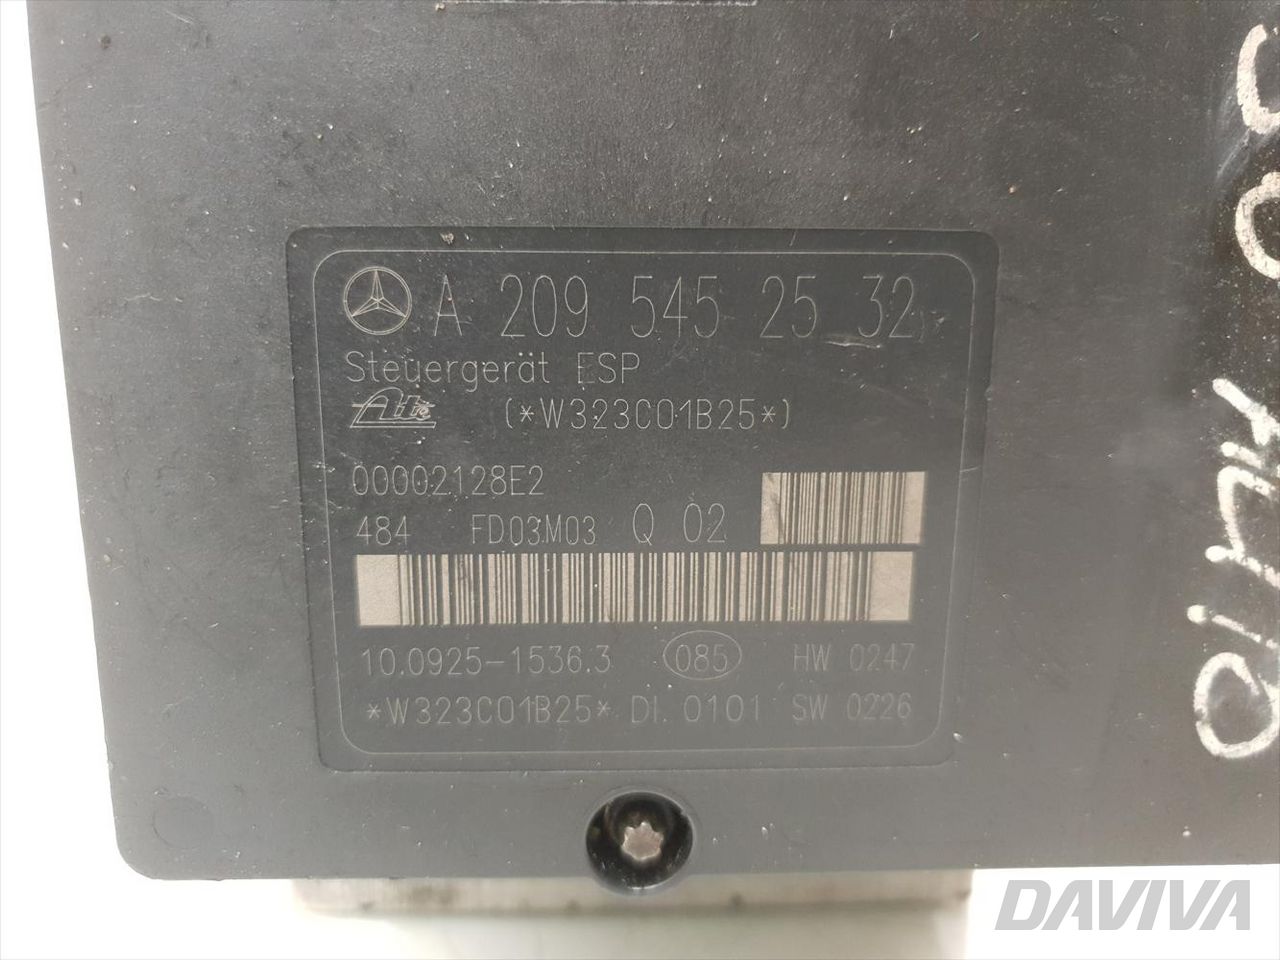 A 209 545 25 32
Steuergerät ESP
Ate (*W323C01B25*)
00002128E2
484 FD03M03 Q 02
10.0925-1536.3 085 HW 0247
*W323C01B25* DI. 0101 SW 0226
DAVIVA